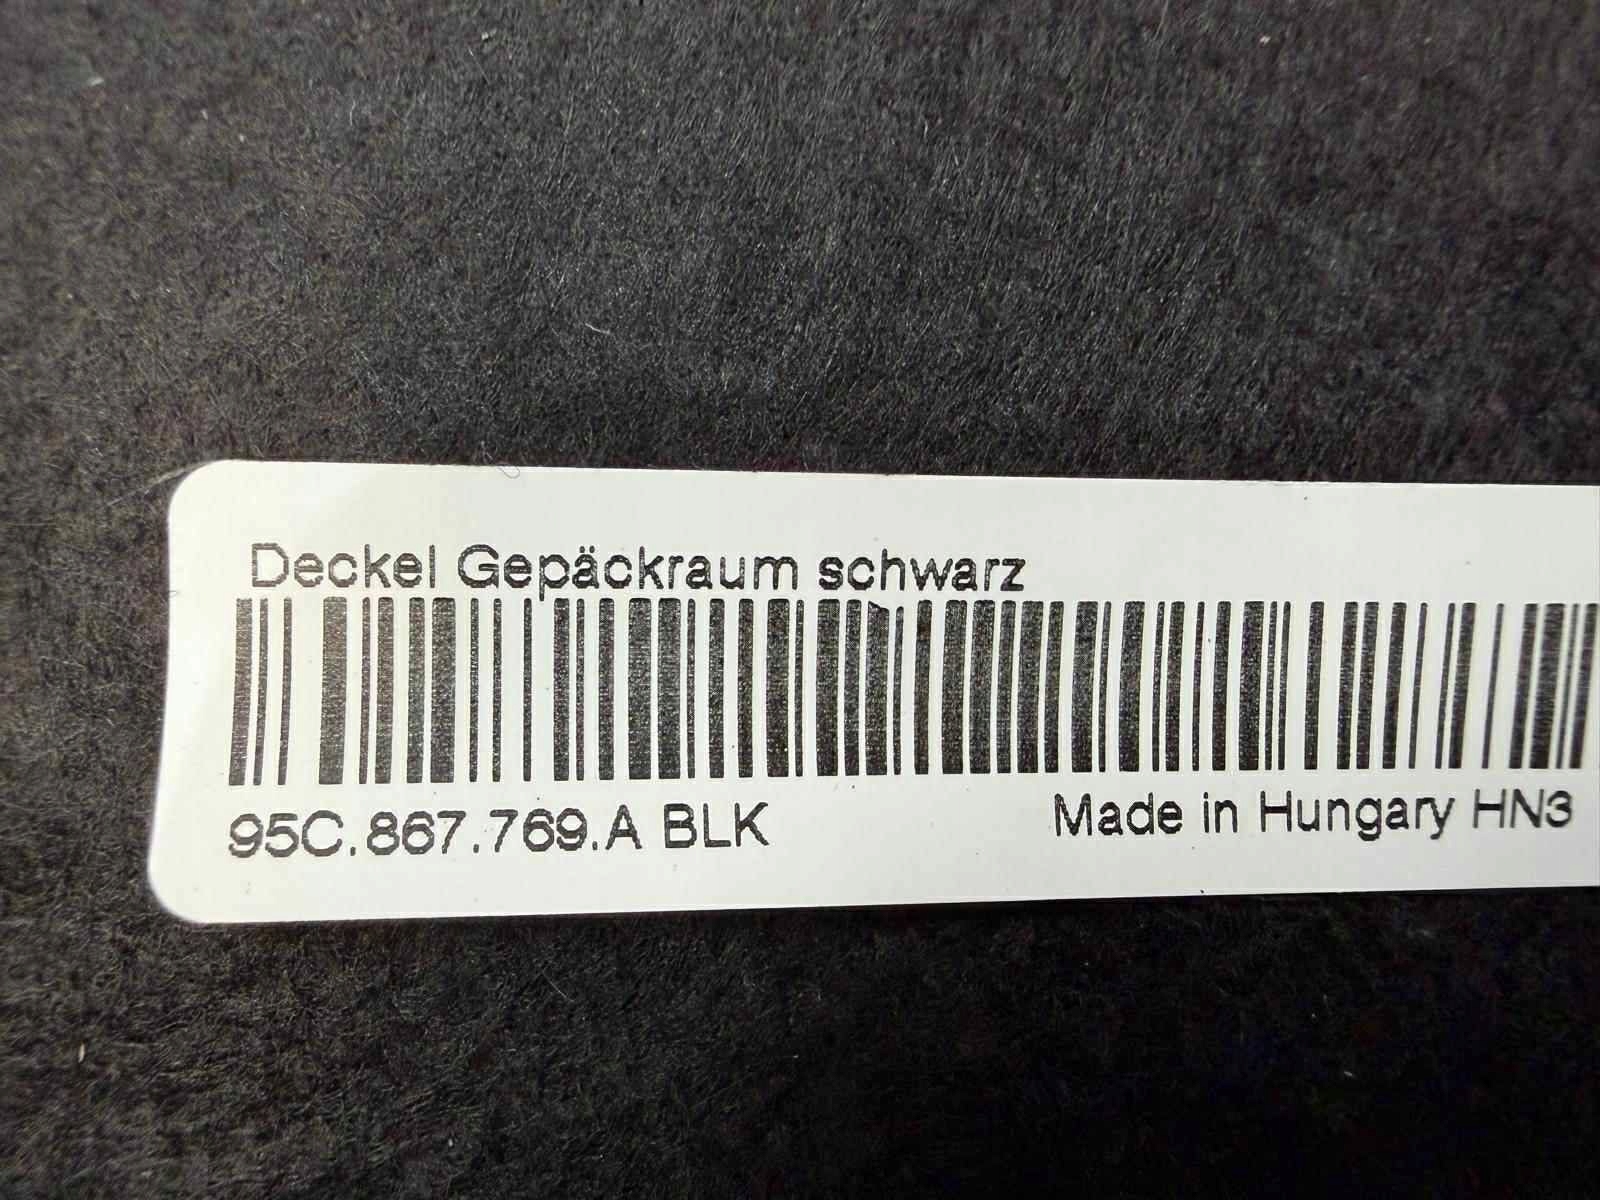 Deckel Gepäckraum schwarz
95C.867.769.A BLK Made in Hungary HN3